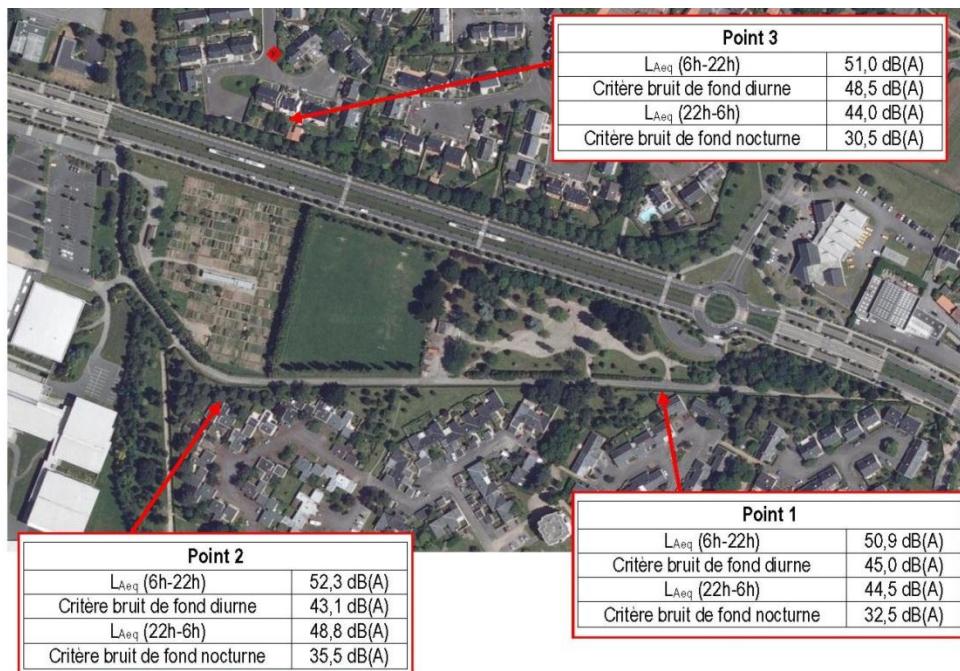 Point 3
LAeq (6h-22h) 51,0 dB(A)
Critère bruit de fond diurne 48,5 dB(A)
LAeq (22h-6h) 44,0 dB(A)
Critère bruit de fond nocturne 30,5 dB(A)
Point 2
LAeq (6h-22h) 52,3 dB(A)
Critère bruit de fond diurne 43,1 dB(A)
LAeq (22h-6h) 48,8 dB(A)
Critère bruit de fond nocturne 35,5 dB(A)
Point 1
LAeq (6h-22h) 50,9 dB(A)
Critère bruit de fond diurne 45,0 dB(A)
LAeq (22h-6h) 44,5 dB(A)
Critère bruit de fond nocturne 32,5 dB(A)